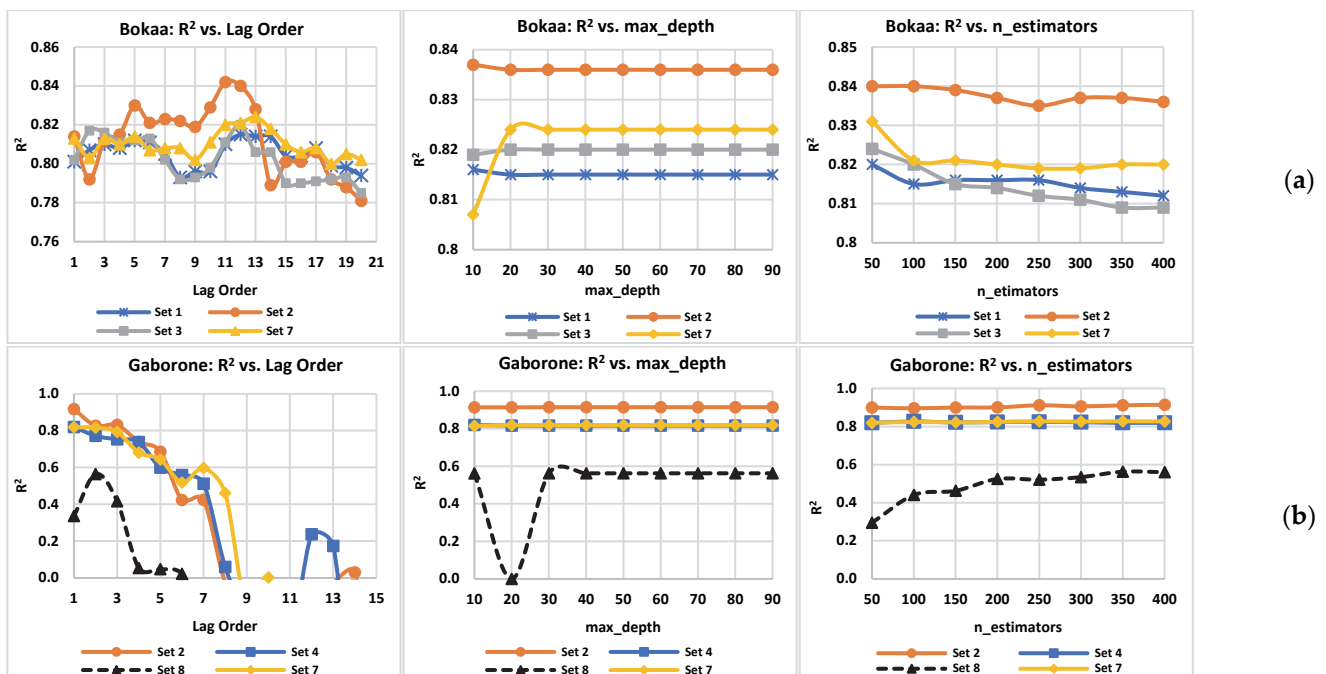 Bokaa: R² vs. Lag Order
0.86
0.84
0.82
0.80
0.78
0.76
R²
1 3 5 7 9 11 13 15 17 19 21
Lag Order
Set 1 Set 2
Set 3 Set 7
Bokaa: R² vs. max_depth
0.84
0.83
0.82
0.81
0.8
R²
10 20 30 40 50 60 70 80 90
max_depth
Set 1 Set 2
Set 3 Set 7
Bokaa: R² vs. n_estimators
0.85
0.84
0.83
0.82
0.81
0.8
R²
50 100 150 200 250 300 350 400
n_etimators
Set 1 Set 2
Set 3 Set 7
(a)
Gaborone: R² vs. Lag Order
1.0
0.8
0.6
0.4
0.2
0.0
R²
1 3 5 7 9 11 13 15
Lag Order
Set 2 Set 4
Set 8 Set 7
Gaborone: R² vs. max_depth
1.0
0.8
0.6
0.4
0.2
0.0
R²
10 20 30 40 50 60 70 80 90
max_depth
Set 2 Set 4
Set 8 Set 7
Gaborone: R² vs. n_estimators
1.0
0.8
0.6
0.4
0.2
0.0
R²
50 100 150 200 250 300 350 400
n_estimators
Set 2 Set 4
Set 8 Set 7
(b)